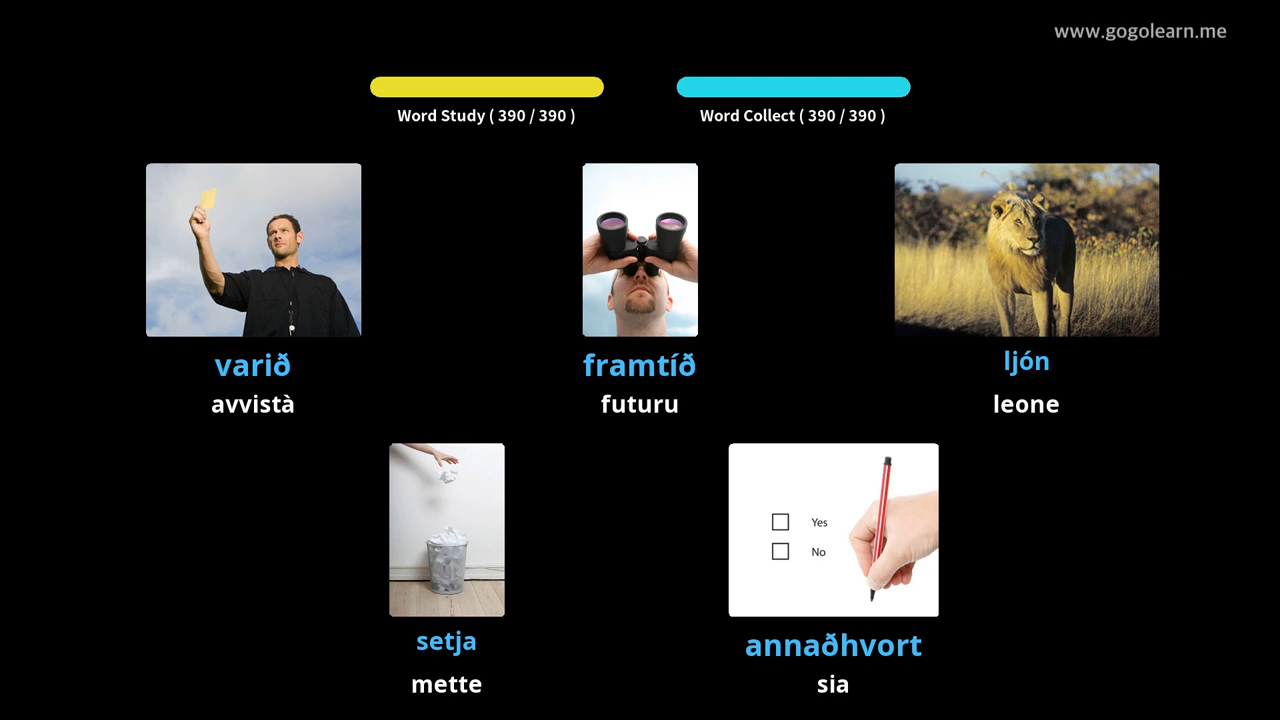 www.gogolearn.me
Word Study ( 390 / 390 )
Word Collect ( 390 / 390 )
varið
avvistà
framtíð
futuru
ljón
leone
setja
mette
Yes
No
annaðhvort
sia